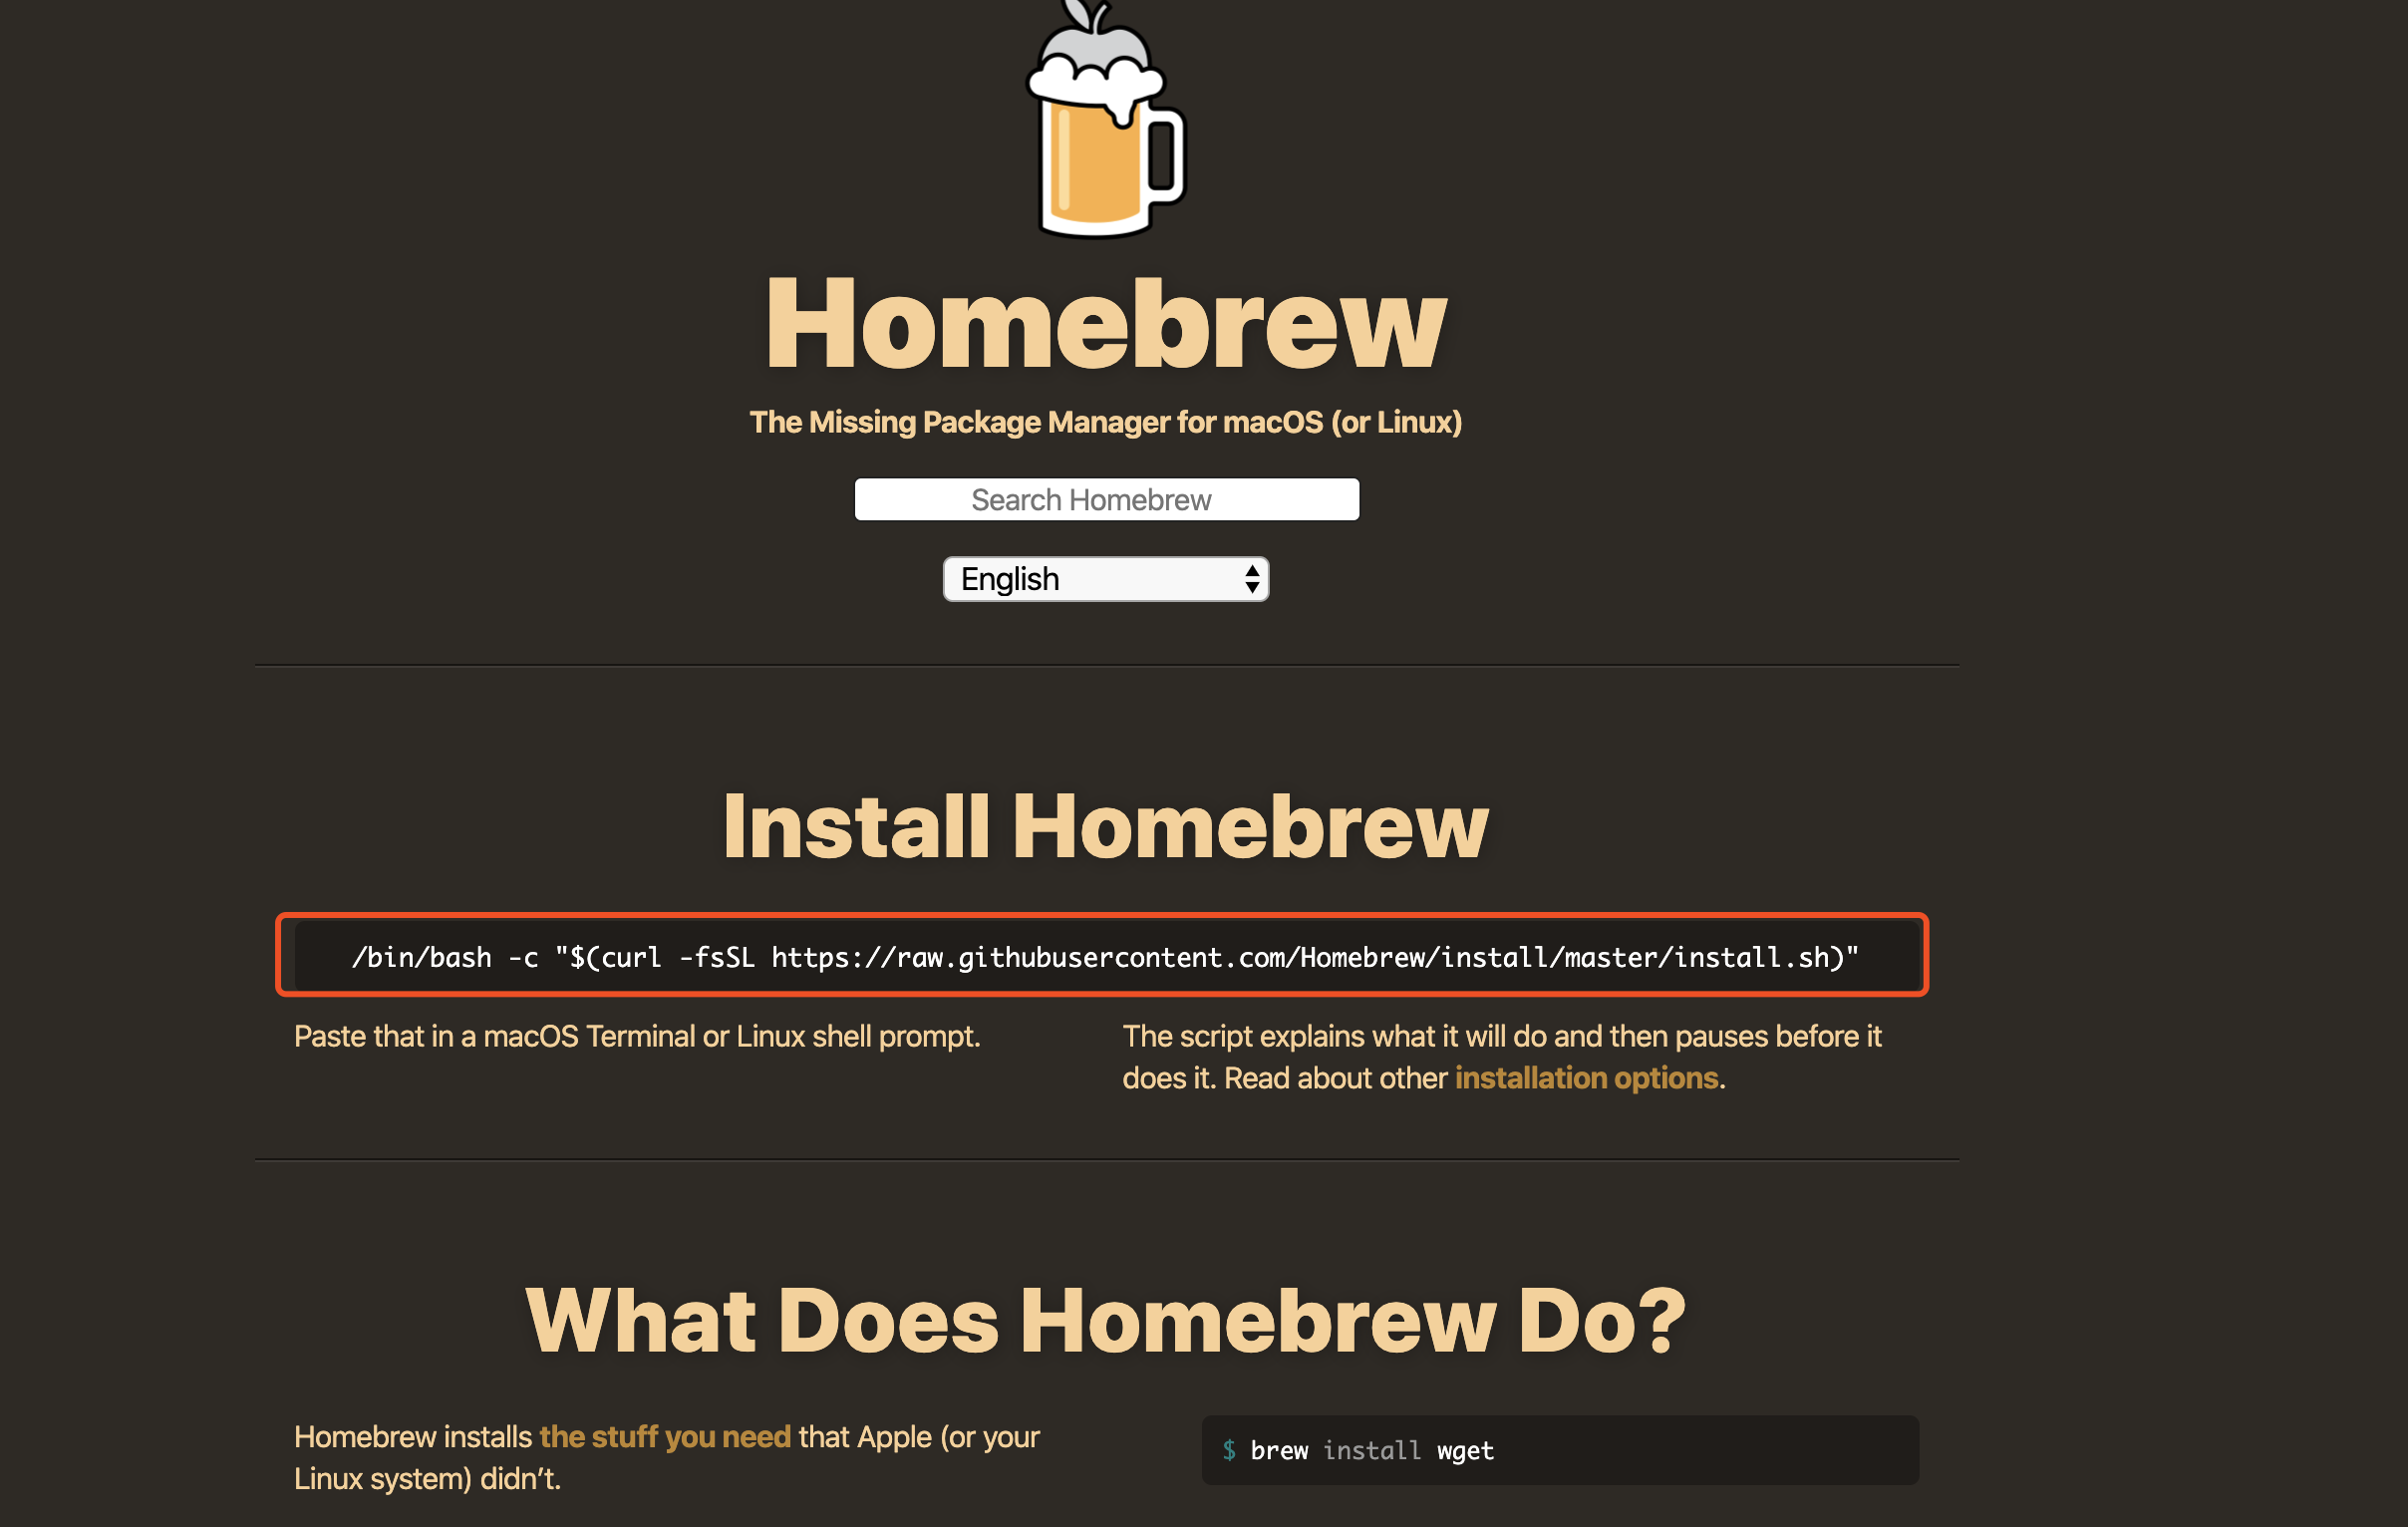 Homebrew
The Missing Package Manager for macOS (or Linux)
Search Homebrew
English
Install Homebrew
/bin/bash -c "$(curl -fsSL https://raw.githubusercontent.com/Homebrew/install/master/install.sh)"
Paste that in a macOS Terminal or Linux shell prompt.
The script explains what it will do and then pauses before it
does it. Read about other installation options.
What Does Homebrew Do?
Homebrew installs the stuff you need that Apple (or your
Linux system) didn’t.
$ brew install wget